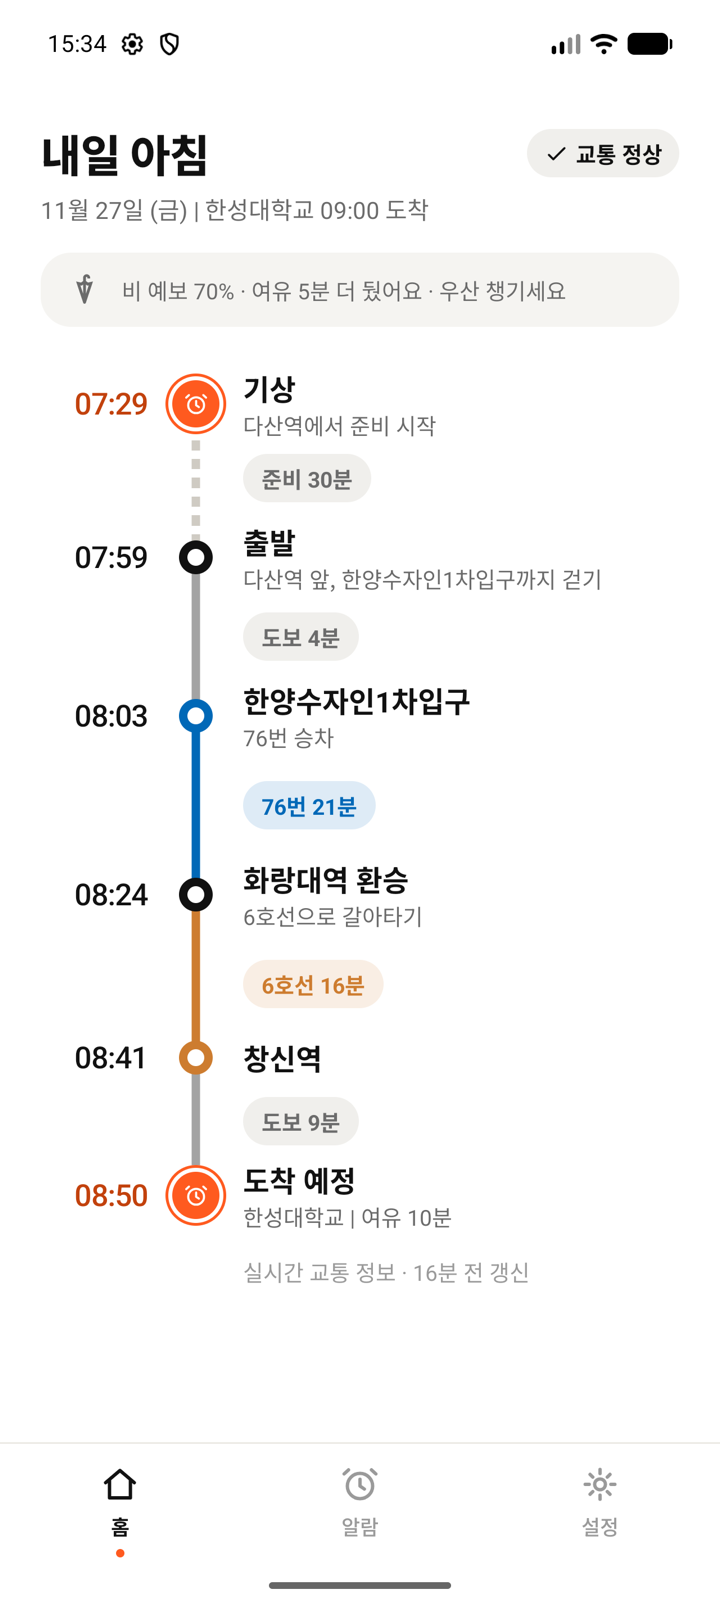 15:34
내일 아침
교통 정상
11월 27일 (금) | 한성대학교 09:00 도착
비 예보 70% · 여유 5분 더 뒀어요 · 우산 챙기세요
07:29
기상
다산역에서 준비 시작
준비 30분
07:59
출발
다산역 앞, 한양수자인1차입구까지 걷기
도보 4분
08:03
한양수자인1차입구
76번 승차
76번 21분
08:24
화랑대역 환승
6호선으로 갈아타기
6호선 16분
08:41
창신역
도보 9분
08:50
도착 예정
한성대학교 | 여유 10분
실시간 교통 정보 · 16분 전 갱신
홈
알람
설정